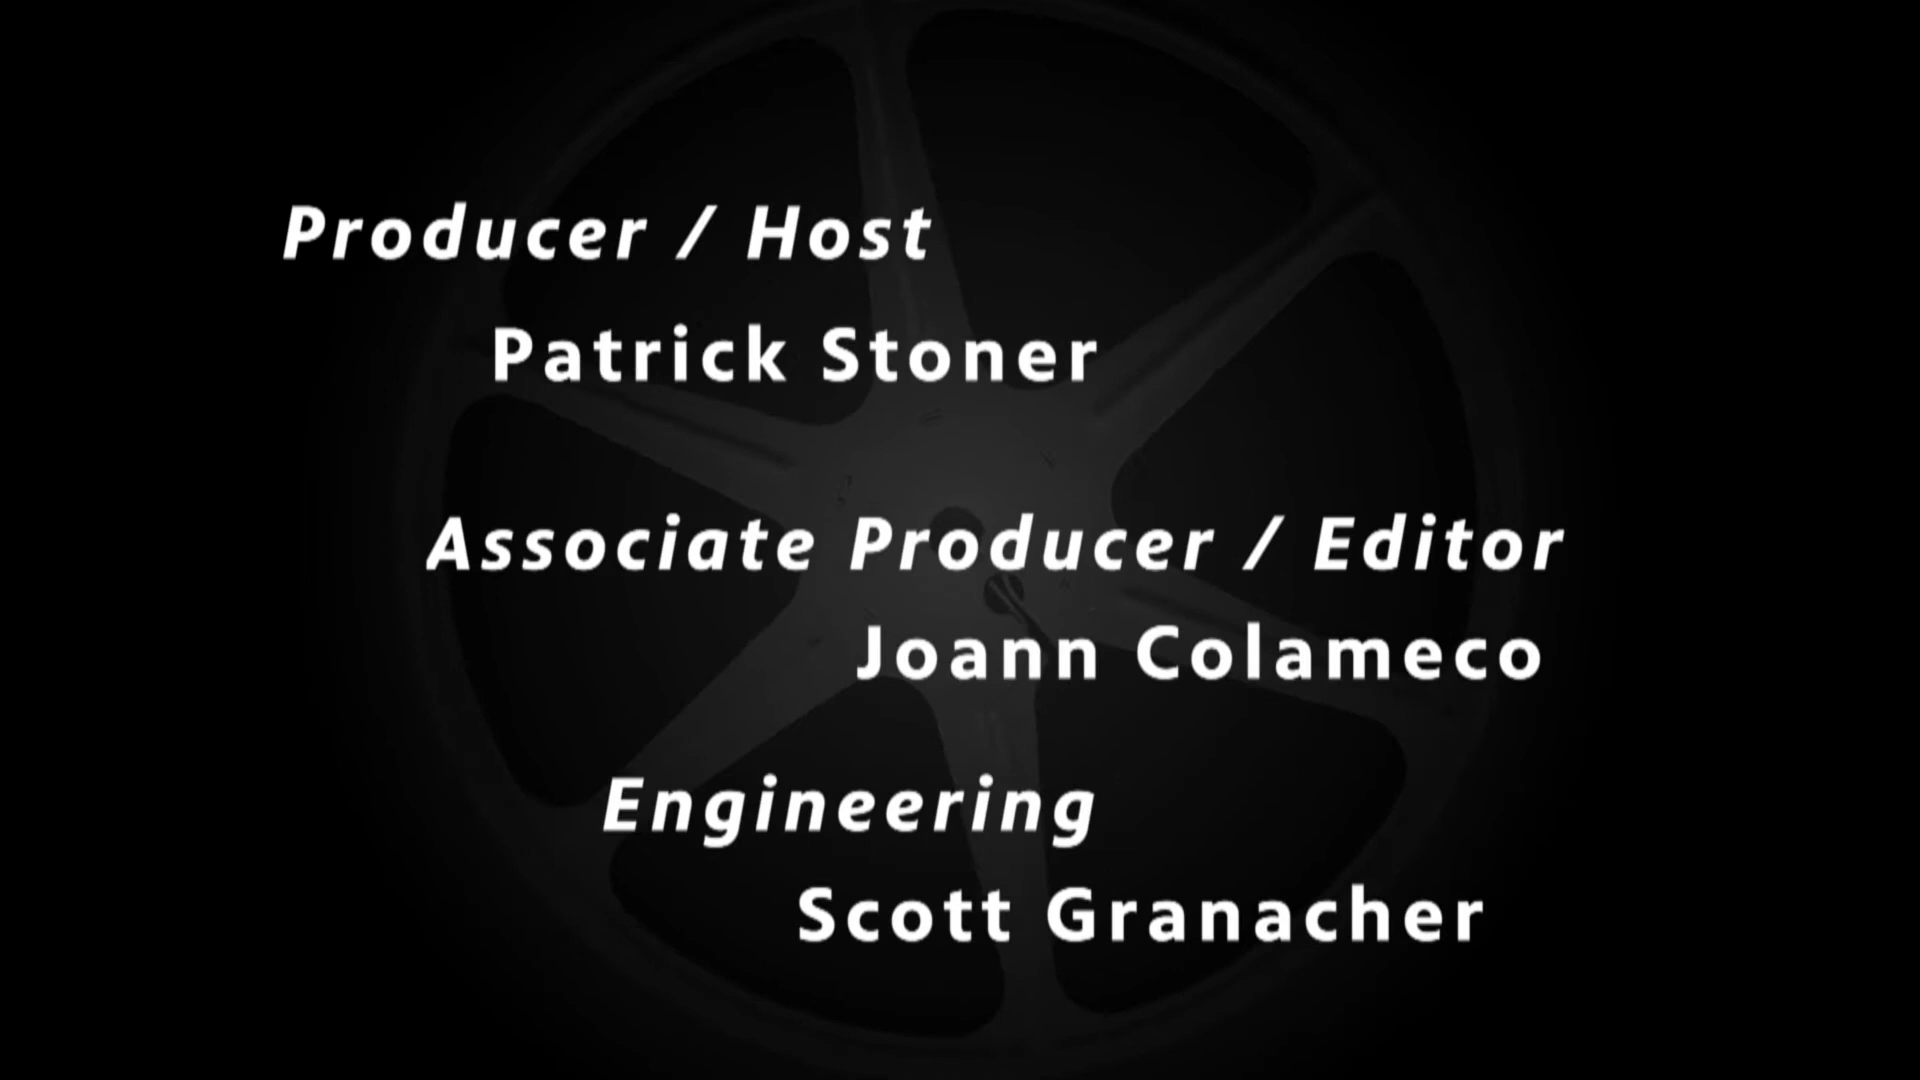 Producer / Host
Patrick Stoner
Associate Producer / Editor
Joann Colameco
Engineering
Scott Granacher